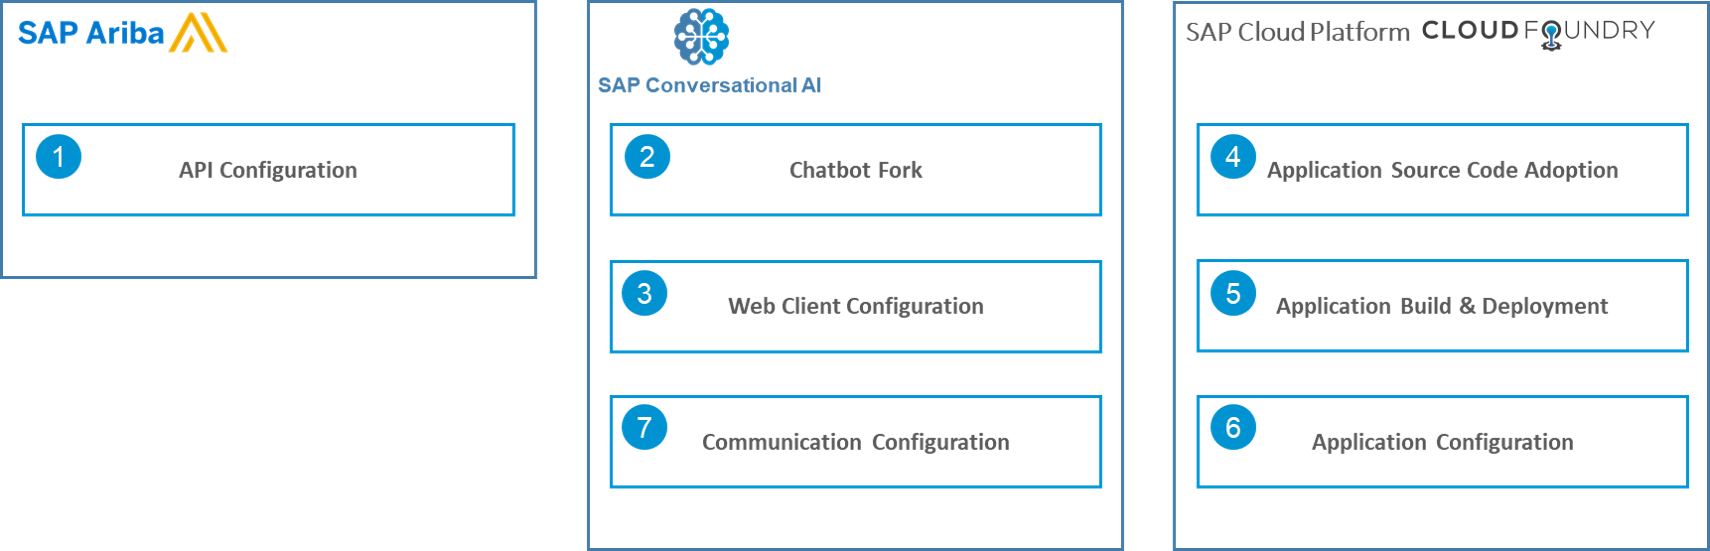 SAP Ariba
1
API Configuration
SAP Conversational AI
2
Chatbot Fork
3
Web Client Configuration
7
Communication Configuration
SAP Cloud Platform CLOUD FOUNDRY
4
Application Source Code Adoption
5
Application Build & Deployment
6
Application Configuration